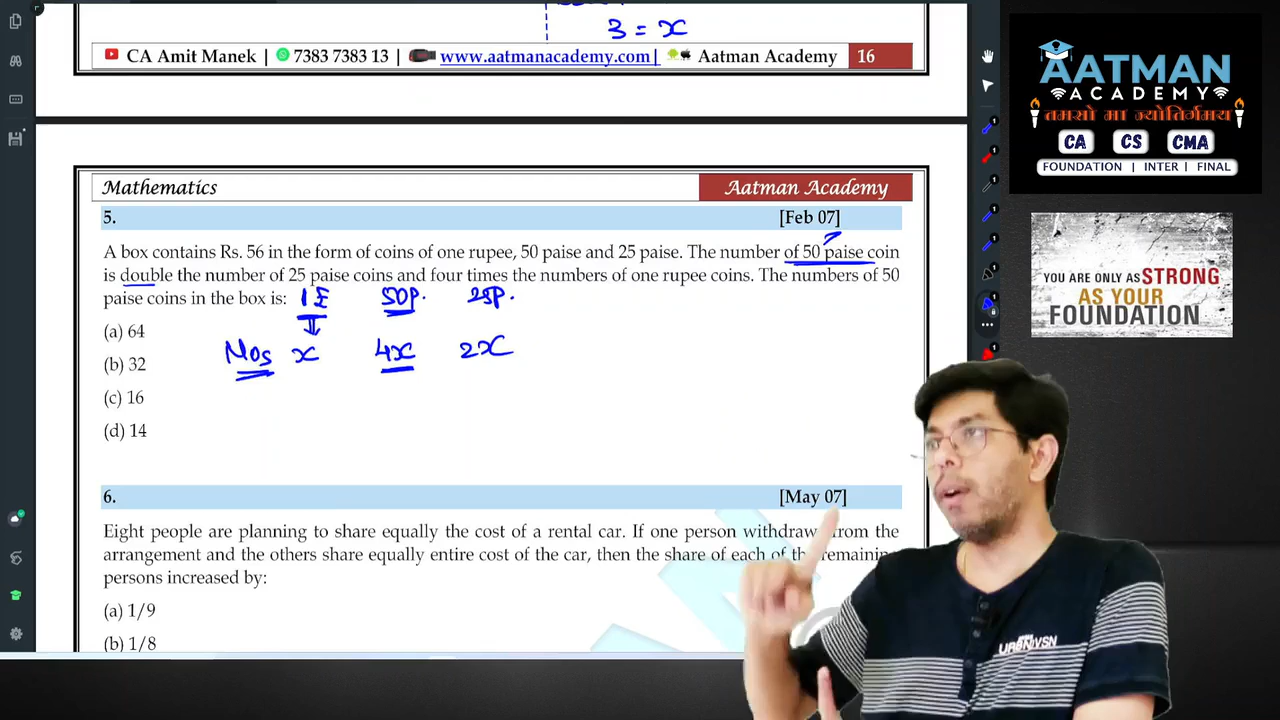 3 = x
CA Amit Manek | 7383 7383 13 | www.aatmanacademy.com| Aatman Academy 16
Mathematics Aatman Academy
5. [Feb 07]
A box contains Rs. 56 in the form of coins of one rupee, 50 paise and 25 paise. The number of 50 paise coin
is double the number of 25 paise coins and four times the numbers of one rupee coins. The numbers of 50
paise coins in the box is:
50p. 25p.
(a) 64
Nos x 4x 2x
(b) 32
(c) 16
(d) 14
6. [May 07]
Eight people are planning to share equally the cost of a rental car. If one person withdraws from the
arrangement and the others share equally entire cost of the car, then the share of each of the remaining
persons increased by:
(a) 1/9
(b) 1/8
AATMAN
ACADEMY
तमसो मा ज्योतिर्गमय
CA CS CMA
FOUNDATION | INTER | FINAL
YOU ARE ONLY AS STRONG
AS YOUR
FOUNDATION
URBNVSN